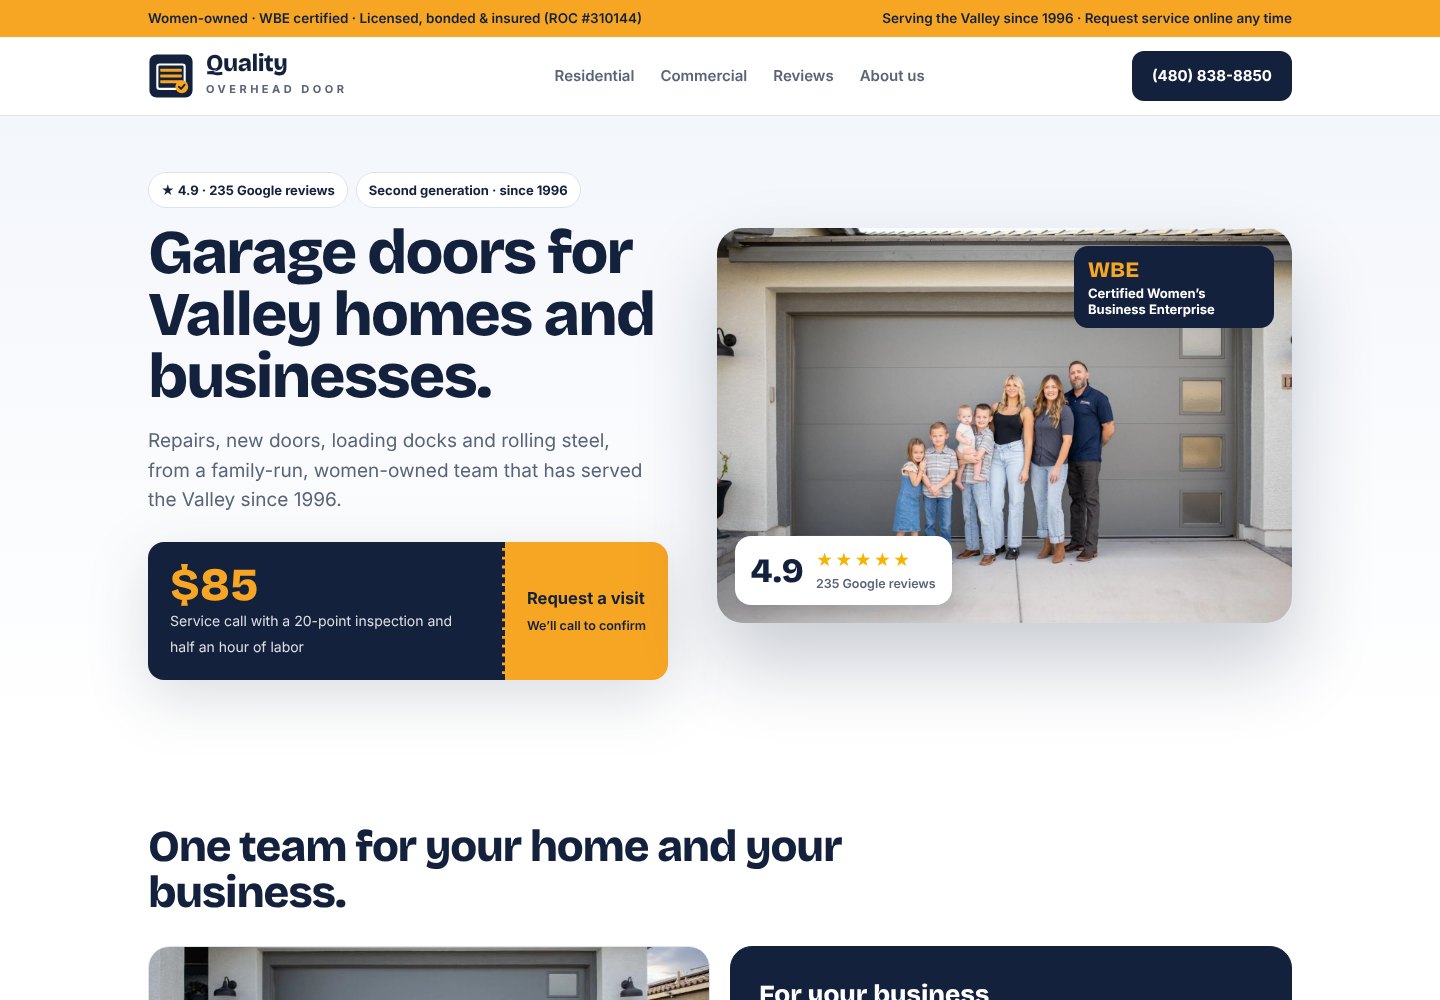 Women-owned · WBE certified · Licensed, bonded & insured (ROC #310144)
Serving the Valley since 1996 · Request service online any time
Quality
OVERHEAD DOOR
Residential
Commercial
Reviews
About us
(480) 838-8850
★ 4.9 · 235 Google reviews
Second generation · since 1996
Garage doors for
Valley homes and
businesses.
Repairs, new doors, loading docks and rolling steel,
from a family-run, women-owned team that has served
the Valley since 1996.
$85
Service call with a 20-point inspection and
half an hour of labor
Request a visit
We’ll call to confirm
WBE
Certified Women’s
Business Enterprise
4.9
★★★★★
235 Google reviews
One team for your home and your
business.
For your business